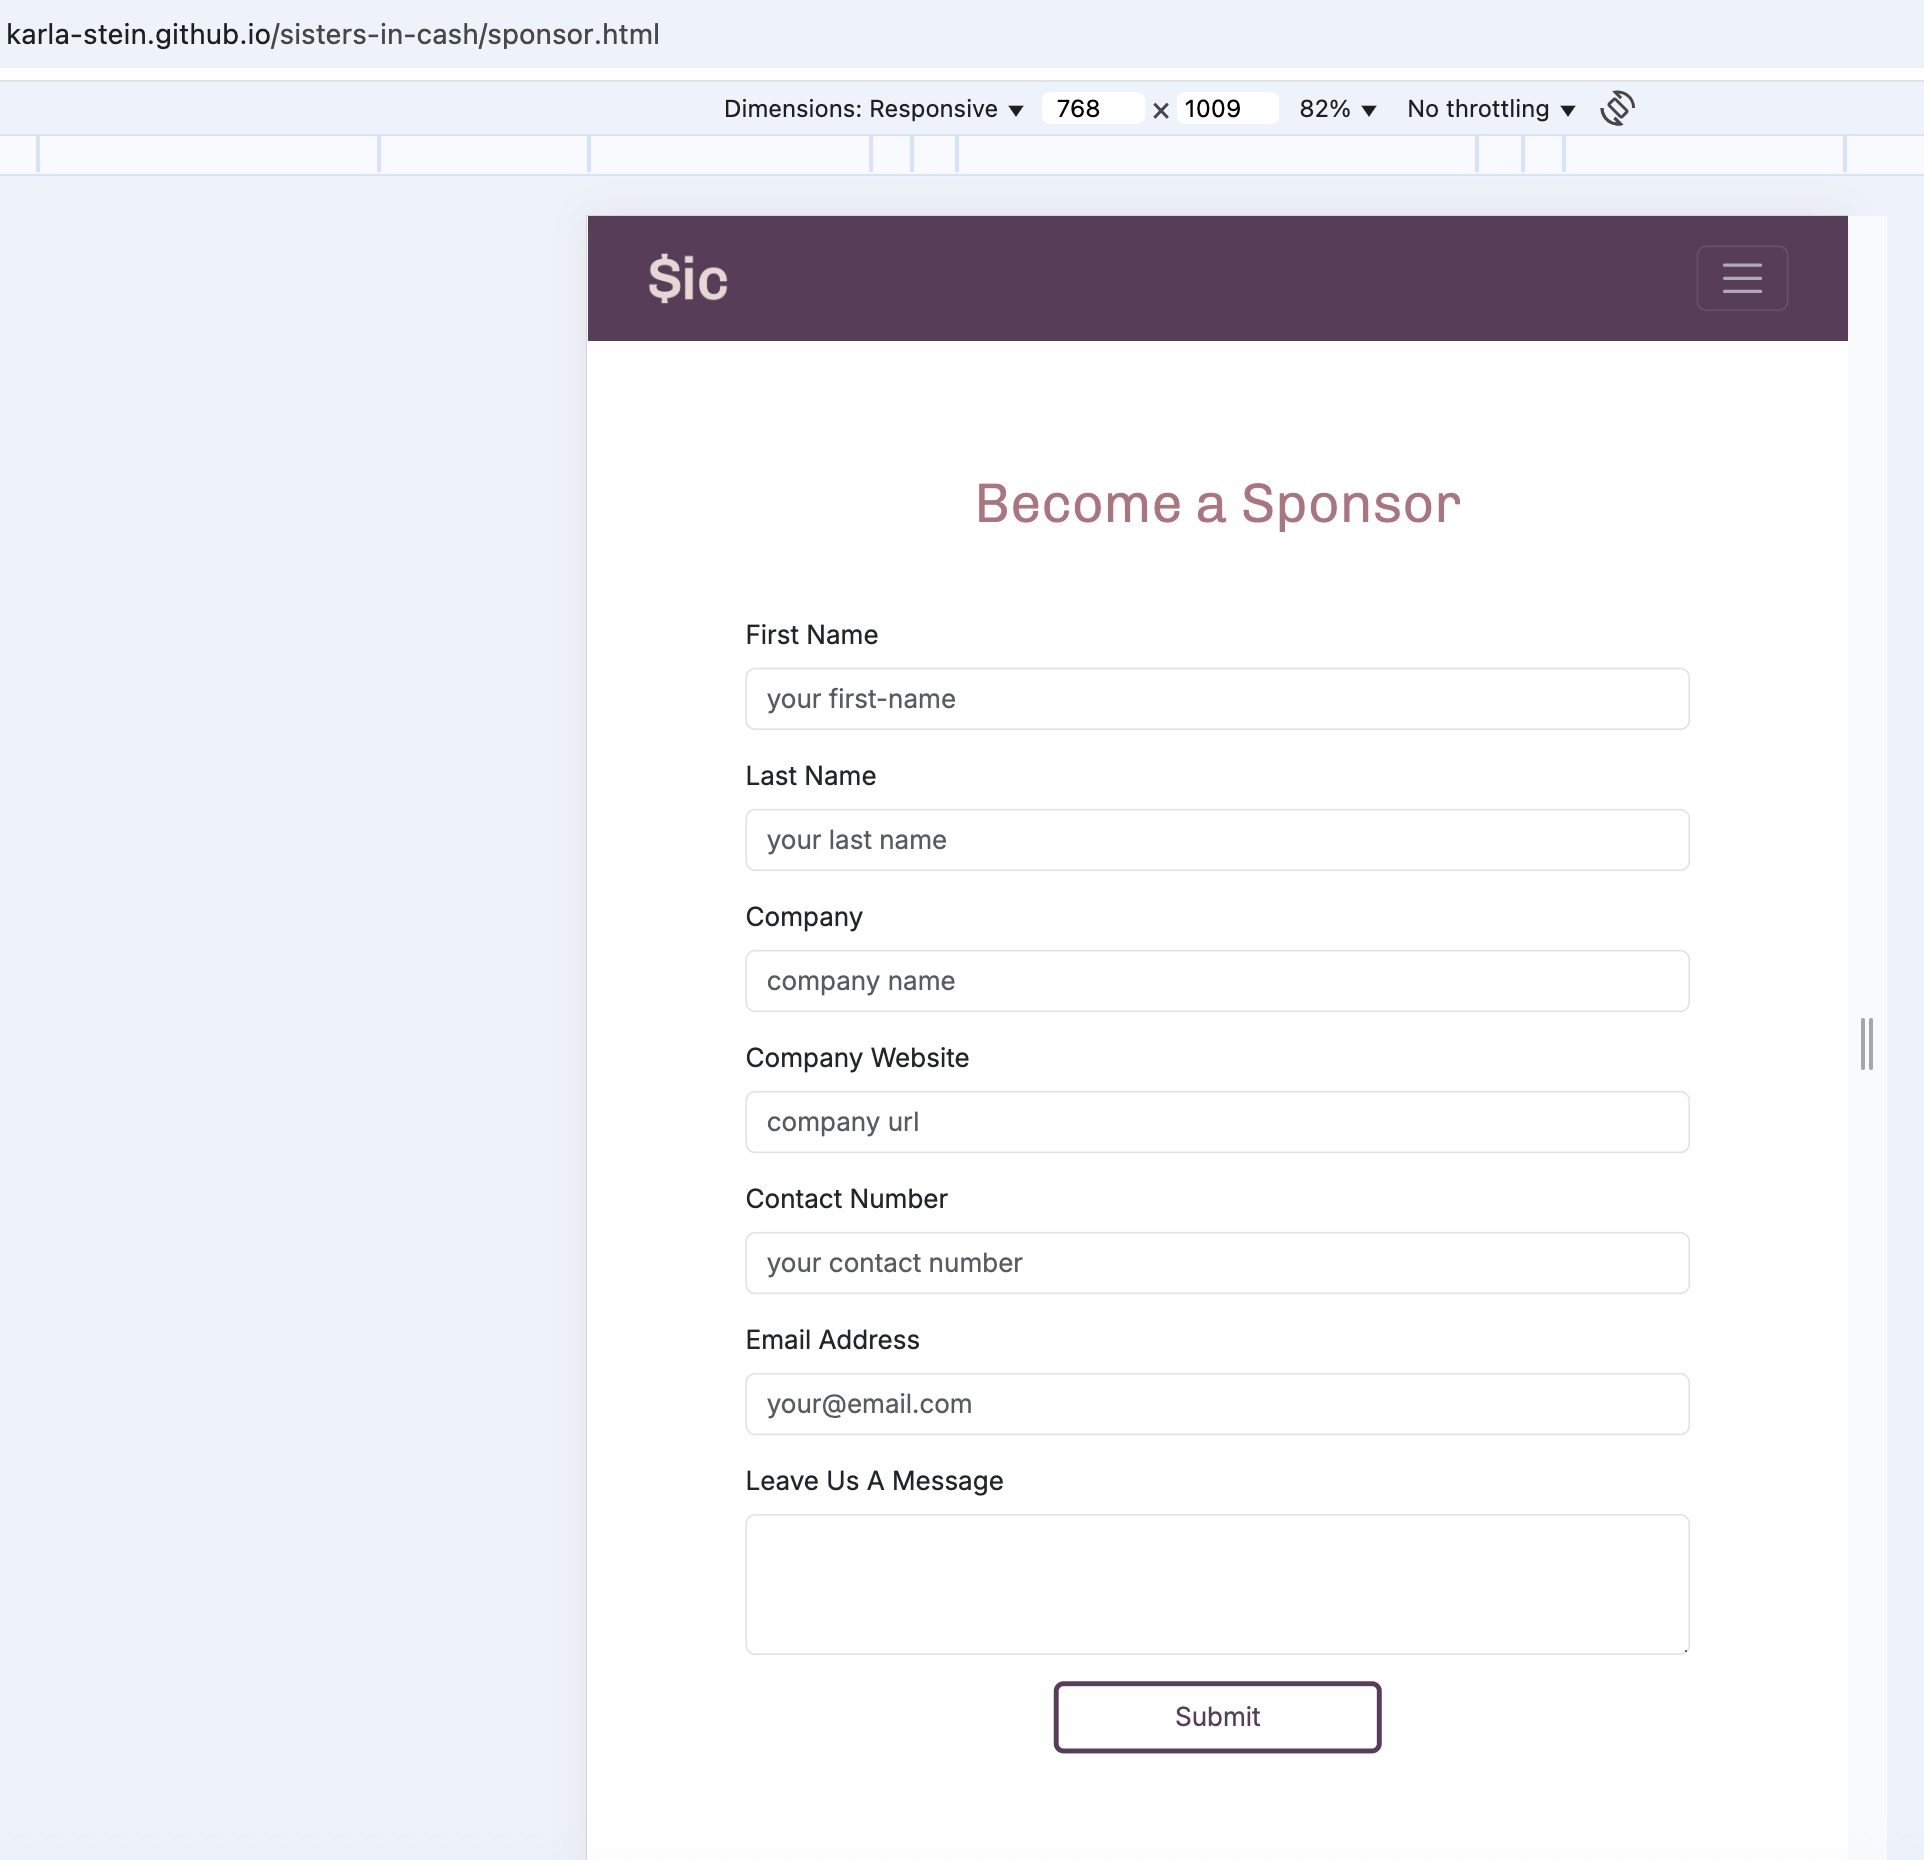 karla-stein.github.io/sisters-in-cash/sponsor.html
Dimensions: Responsive ▼ 768 × 1009 82% ▼ No throttling ▼
$ic
Become a Sponsor
First Name
your first-name
Last Name
your last name
Company
company name
Company Website
company url
Contact Number
your contact number
Email Address
your@email.com
Leave Us A Message
Submit